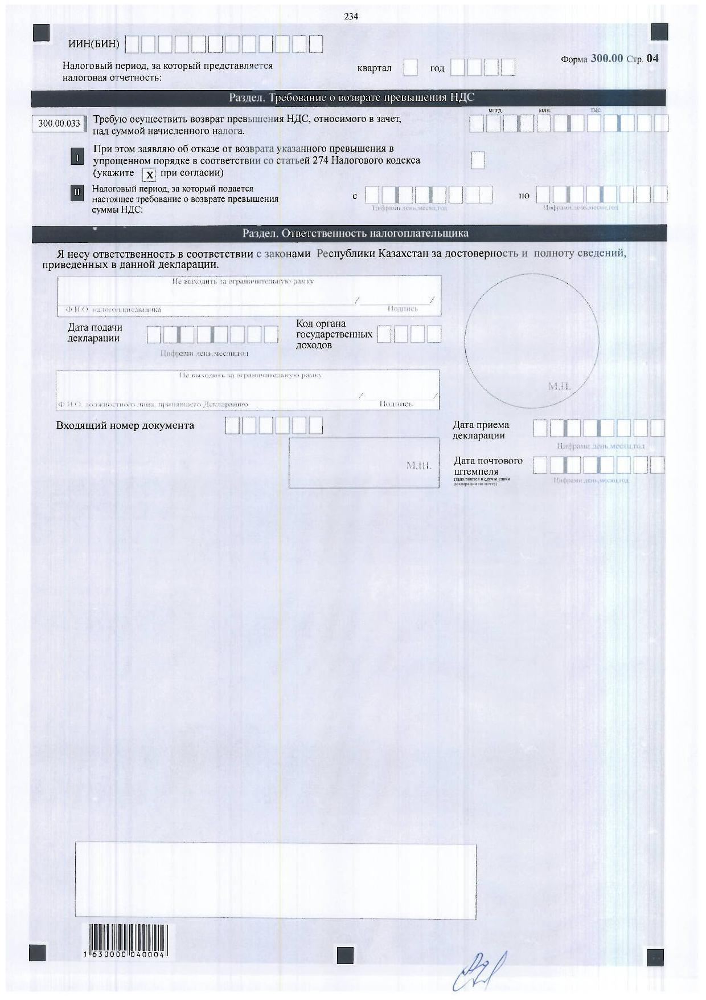 234
ИИН(БИН)
Форма 300.00 Стр. 04
Налоговый период, за который представляется
налоговая отчетность:
квартал
год
Раздел. Требование о возврате превышения НДС
млрд. млн. тыс.
300.00.033
Требую осуществить возврат превышения НДС, относимого в зачет,
над суммой начисленного налога.
I
При этом заявляю об отказе от возврата указанного превышения в
упрощенном порядке в соответствии со статьей 274 Налогового кодекса
(укажите X при согласии)
II
Налоговый период, за который подается
настоящее требование о возврате превышения
суммы НДС:
с
по
Цифрами день,месяц,год
Цифрами день,месяц,год
Раздел. Ответственность налогоплательщика
Я несу ответственность в соответствии с законами Республики Казахстан за достоверность и полноту сведений,
приведенных в данной декларации.
Не выходить за ограничительную рамку
/ /
Ф.И.О. налогоплательщика
Подпись
Дата подачи
декларации
Цифрами день,месяц,год
Код органа
государственных
доходов
М.П.
Не выходить за ограничительную рамку
/ /
Ф.И.О. должностного лица, принявшего Декларацию
Подпись
Входящий номер документа
М.Ш.
Дата приема
декларации
Цифрами день,месяц,год
Дата почтового
штемпеля
(заполняется в случае сдачи
декларации по почте)
Цифрами день,месяц,год
1 630000 040004